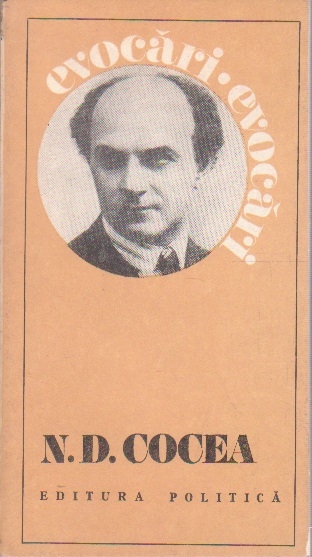 evocări · evocări
N. D. COCEA
EDITURA POLITICĂ